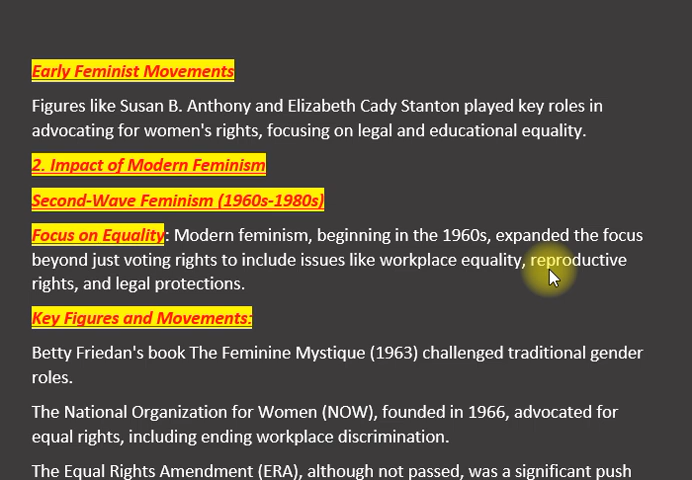 Early Feminist Movements
Figures like Susan B. Anthony and Elizabeth Cady Stanton played key roles in
advocating for women's rights, focusing on legal and educational equality.
2. Impact of Modern Feminism
Second-Wave Feminism (1960s-1980s)
Focus on Equality: Modern feminism, beginning in the 1960s, expanded the focus
beyond just voting rights to include issues like workplace equality, reproductive
rights, and legal protections.
Key Figures and Movements:
Betty Friedan's book The Feminine Mystique (1963) challenged traditional gender
roles.
The National Organization for Women (NOW), founded in 1966, advocated for
equal rights, including ending workplace discrimination.
The Equal Rights Amendment (ERA), although not passed, was a significant push